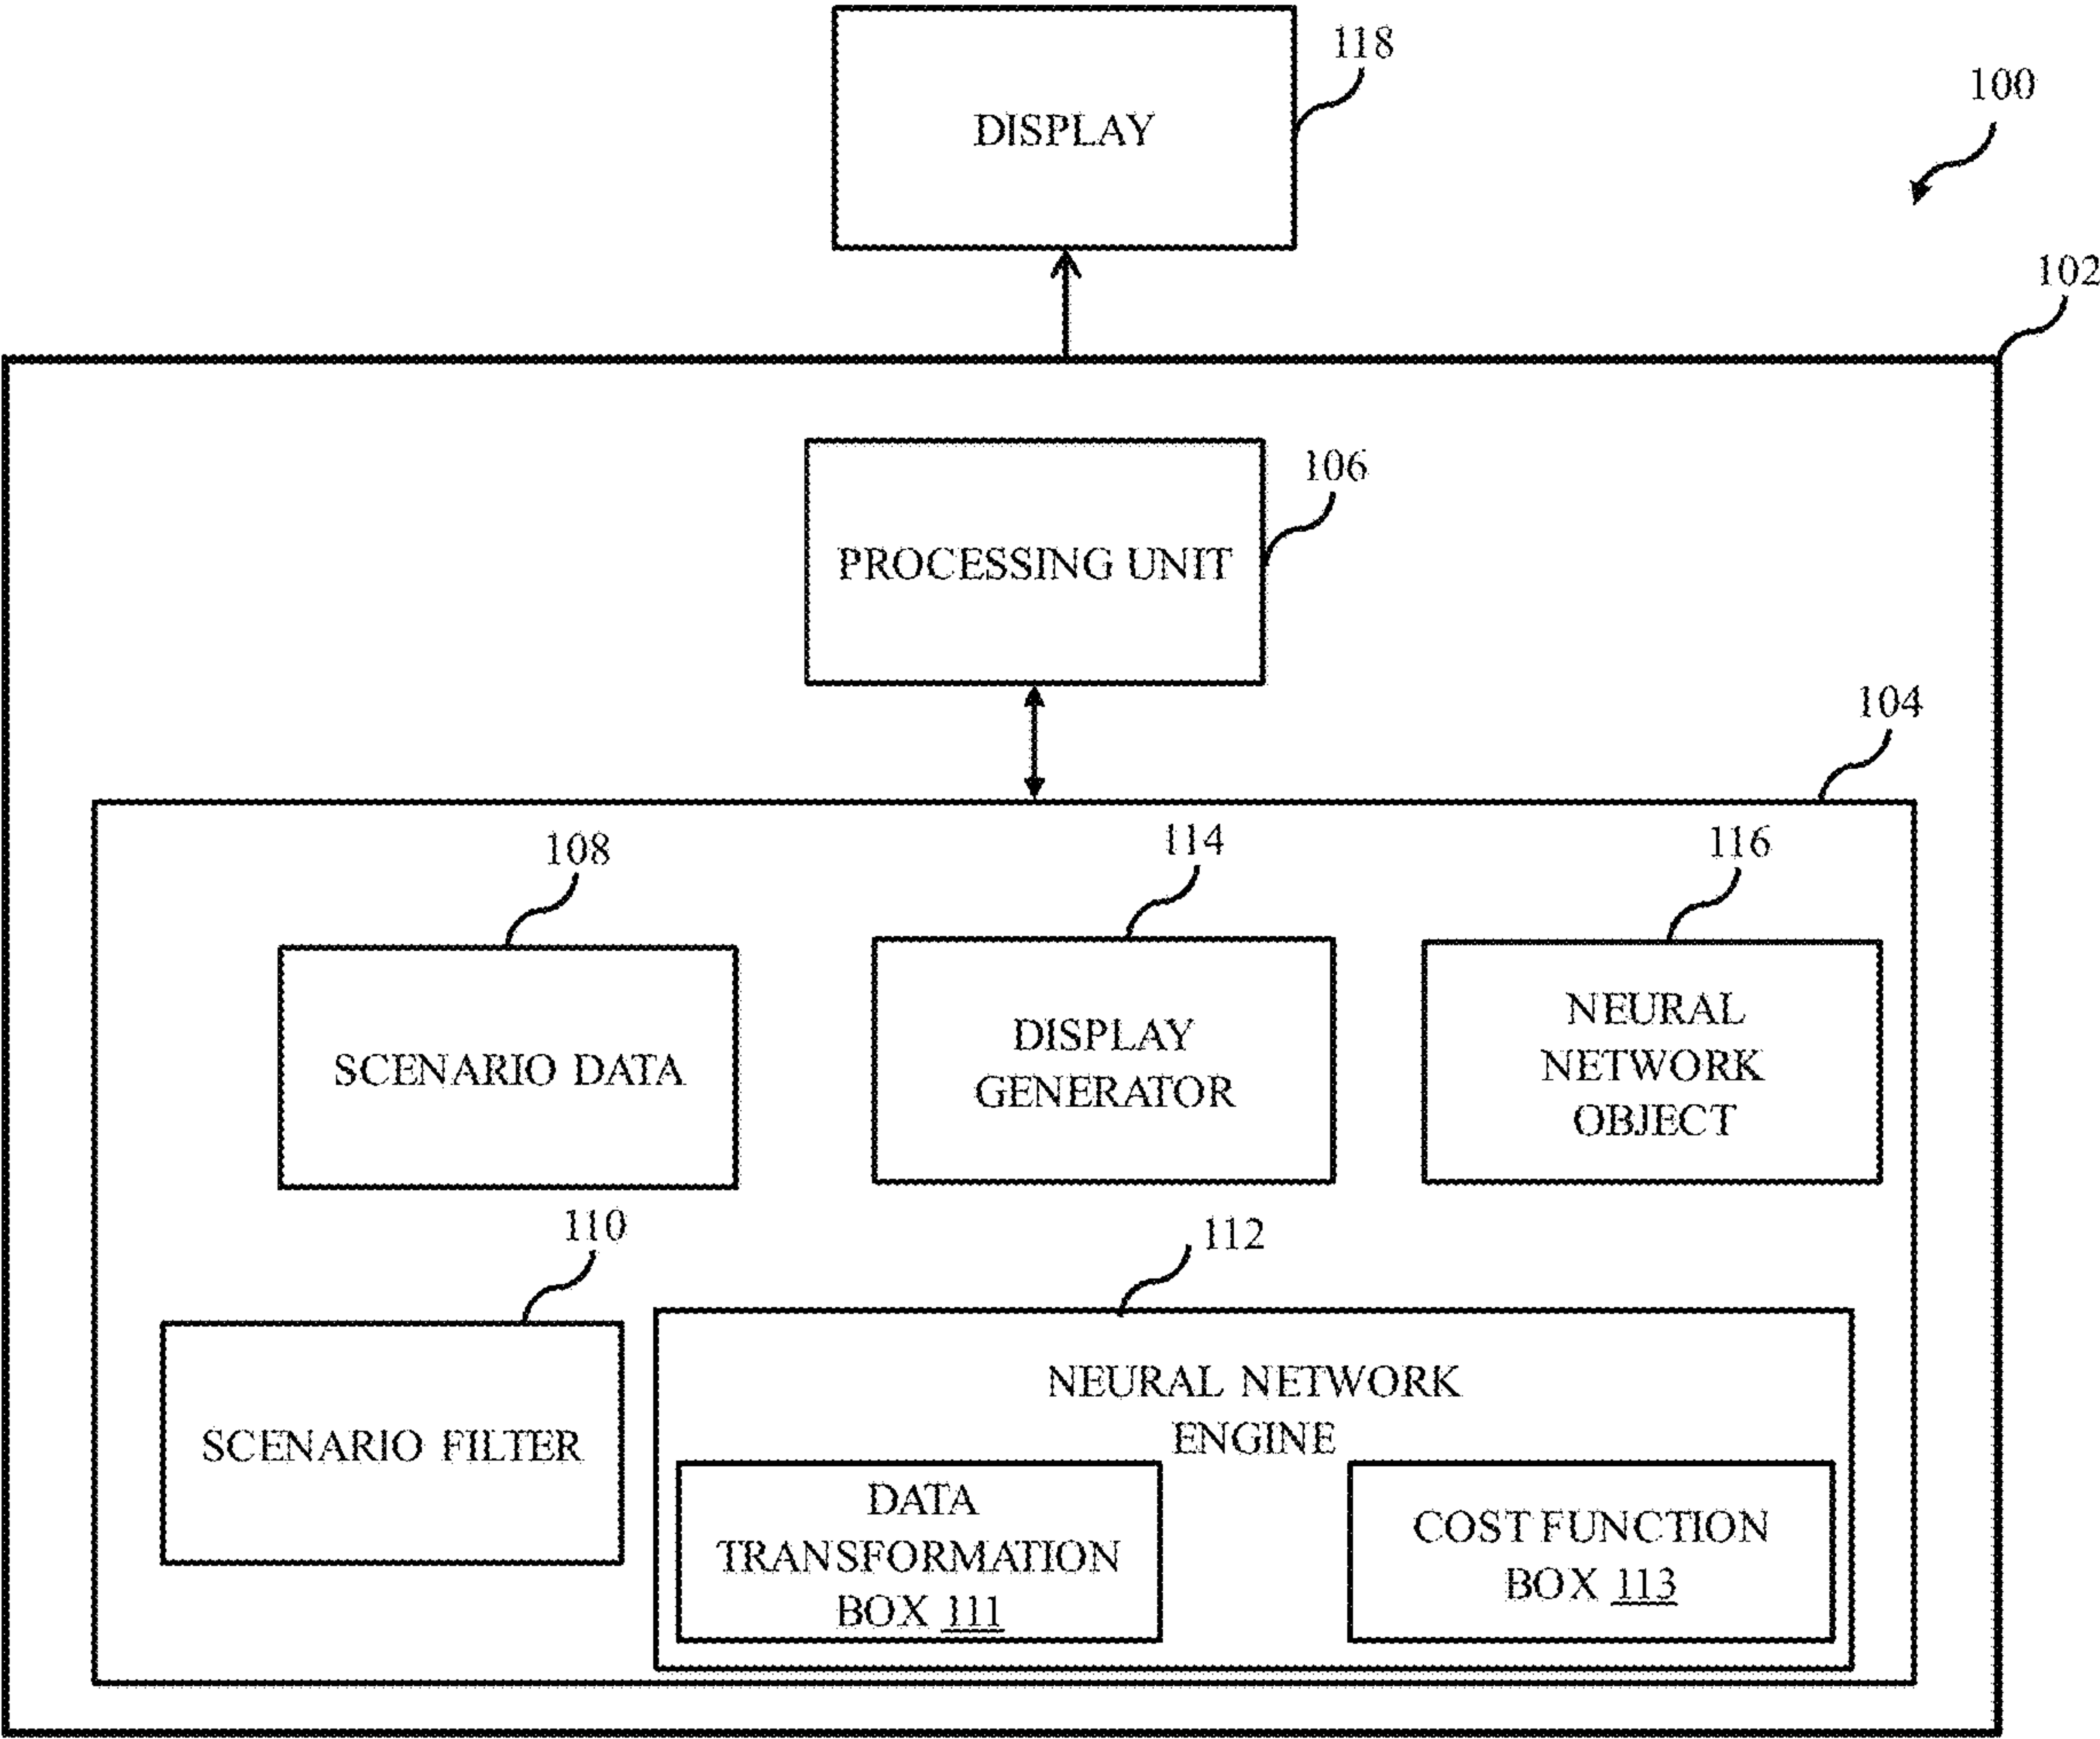 118
DISPLAY
100
102
106
PROCESSING UNIT
104
108
114
116
SCENARIO DATA
DISPLAY
GENERATOR
NEURAL
NETWORK
OBJECT
110
112
SCENARIO FILTER
NEURAL NETWORK
ENGINE
DATA
TRANSFORMATION
BOX 111
COST FUNCTION
BOX 113